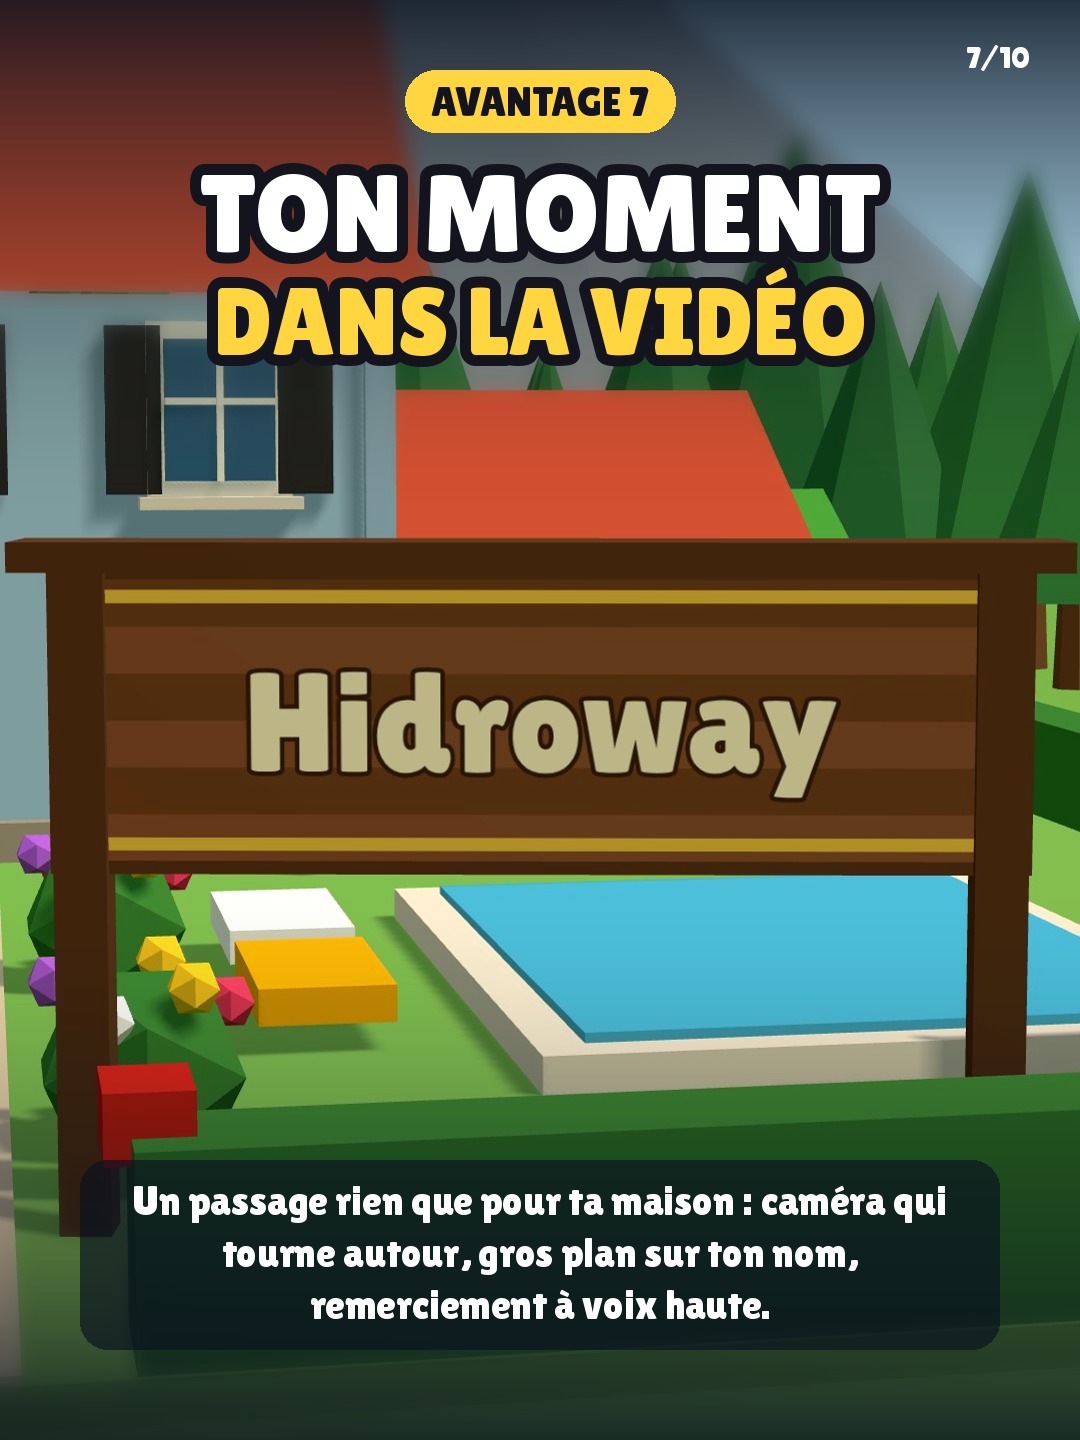 7/10
AVANTAGE 7
TON MOMENT
DANS LA VIDÉO
Hidroway
Un passage rien que pour ta maison : caméra qui
tourne autour, gros plan sur ton nom,
remerciement à voix haute.